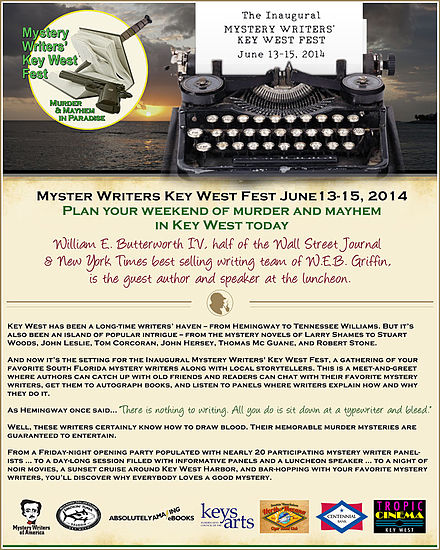 Mystery
Writers'
Key West
Fest
Murder
& Mayhem
in Paradise
The Inaugural
MYSTERY WRITERS'
KEY WEST FEST
June 13-15, 2014
Myster Writers Key West Fest June13-15, 2014
Plan your weekend of murder and mayhem
in Key West today
William E. Butterworth IV, half of the Wall Street Journal
& New York Times best selling writing team of W.E.B. Griffin,
is the guest author and speaker at the luncheon.
Key West has been a long-time writers' haven – from Hemingway to Tennessee Williams. But it's
also been an island of popular intrigue – from the mystery novels of Larry Shames to Stuart
Woods, John Leslie, Tom Corcoran, John Hersey, Thomas Mc Guane, and Robert Stone.
And now it's the setting for the Inaugural Mystery Writers' Key West Fest, a gathering of your
favorite South Florida mystery writers along with local storytellers. This is a meet-and-greet
where authors can catch up with old friends and readers can chat with their favorite mystery
writers, get them to autograph books, and listen to panels where writers explain how and why
they do it.
As Hemingway once said... "There is nothing to writing. All you do is sit down at a typewriter and bleed."
Well, these writers certainly know how to draw blood. Their memorable murder mysteries are
guaranteed to entertain.
From a Friday-night opening party populated with nearly 20 participating mystery writer panel-
ists ... to a day-long session filled with informative panels and a luncheon speaker ... to a night of
noir movies, a sunset cruise around Key West Harbor, and bar-hopping with your favorite mystery
writers, you'll discover why everybody loves a good mystery.
Mystery Writers of America
ABSOLUTELYAMAZING eBOOKS
keys arts
CENTENNIAL BANK
TROPIC
CINEMA
KEY WEST